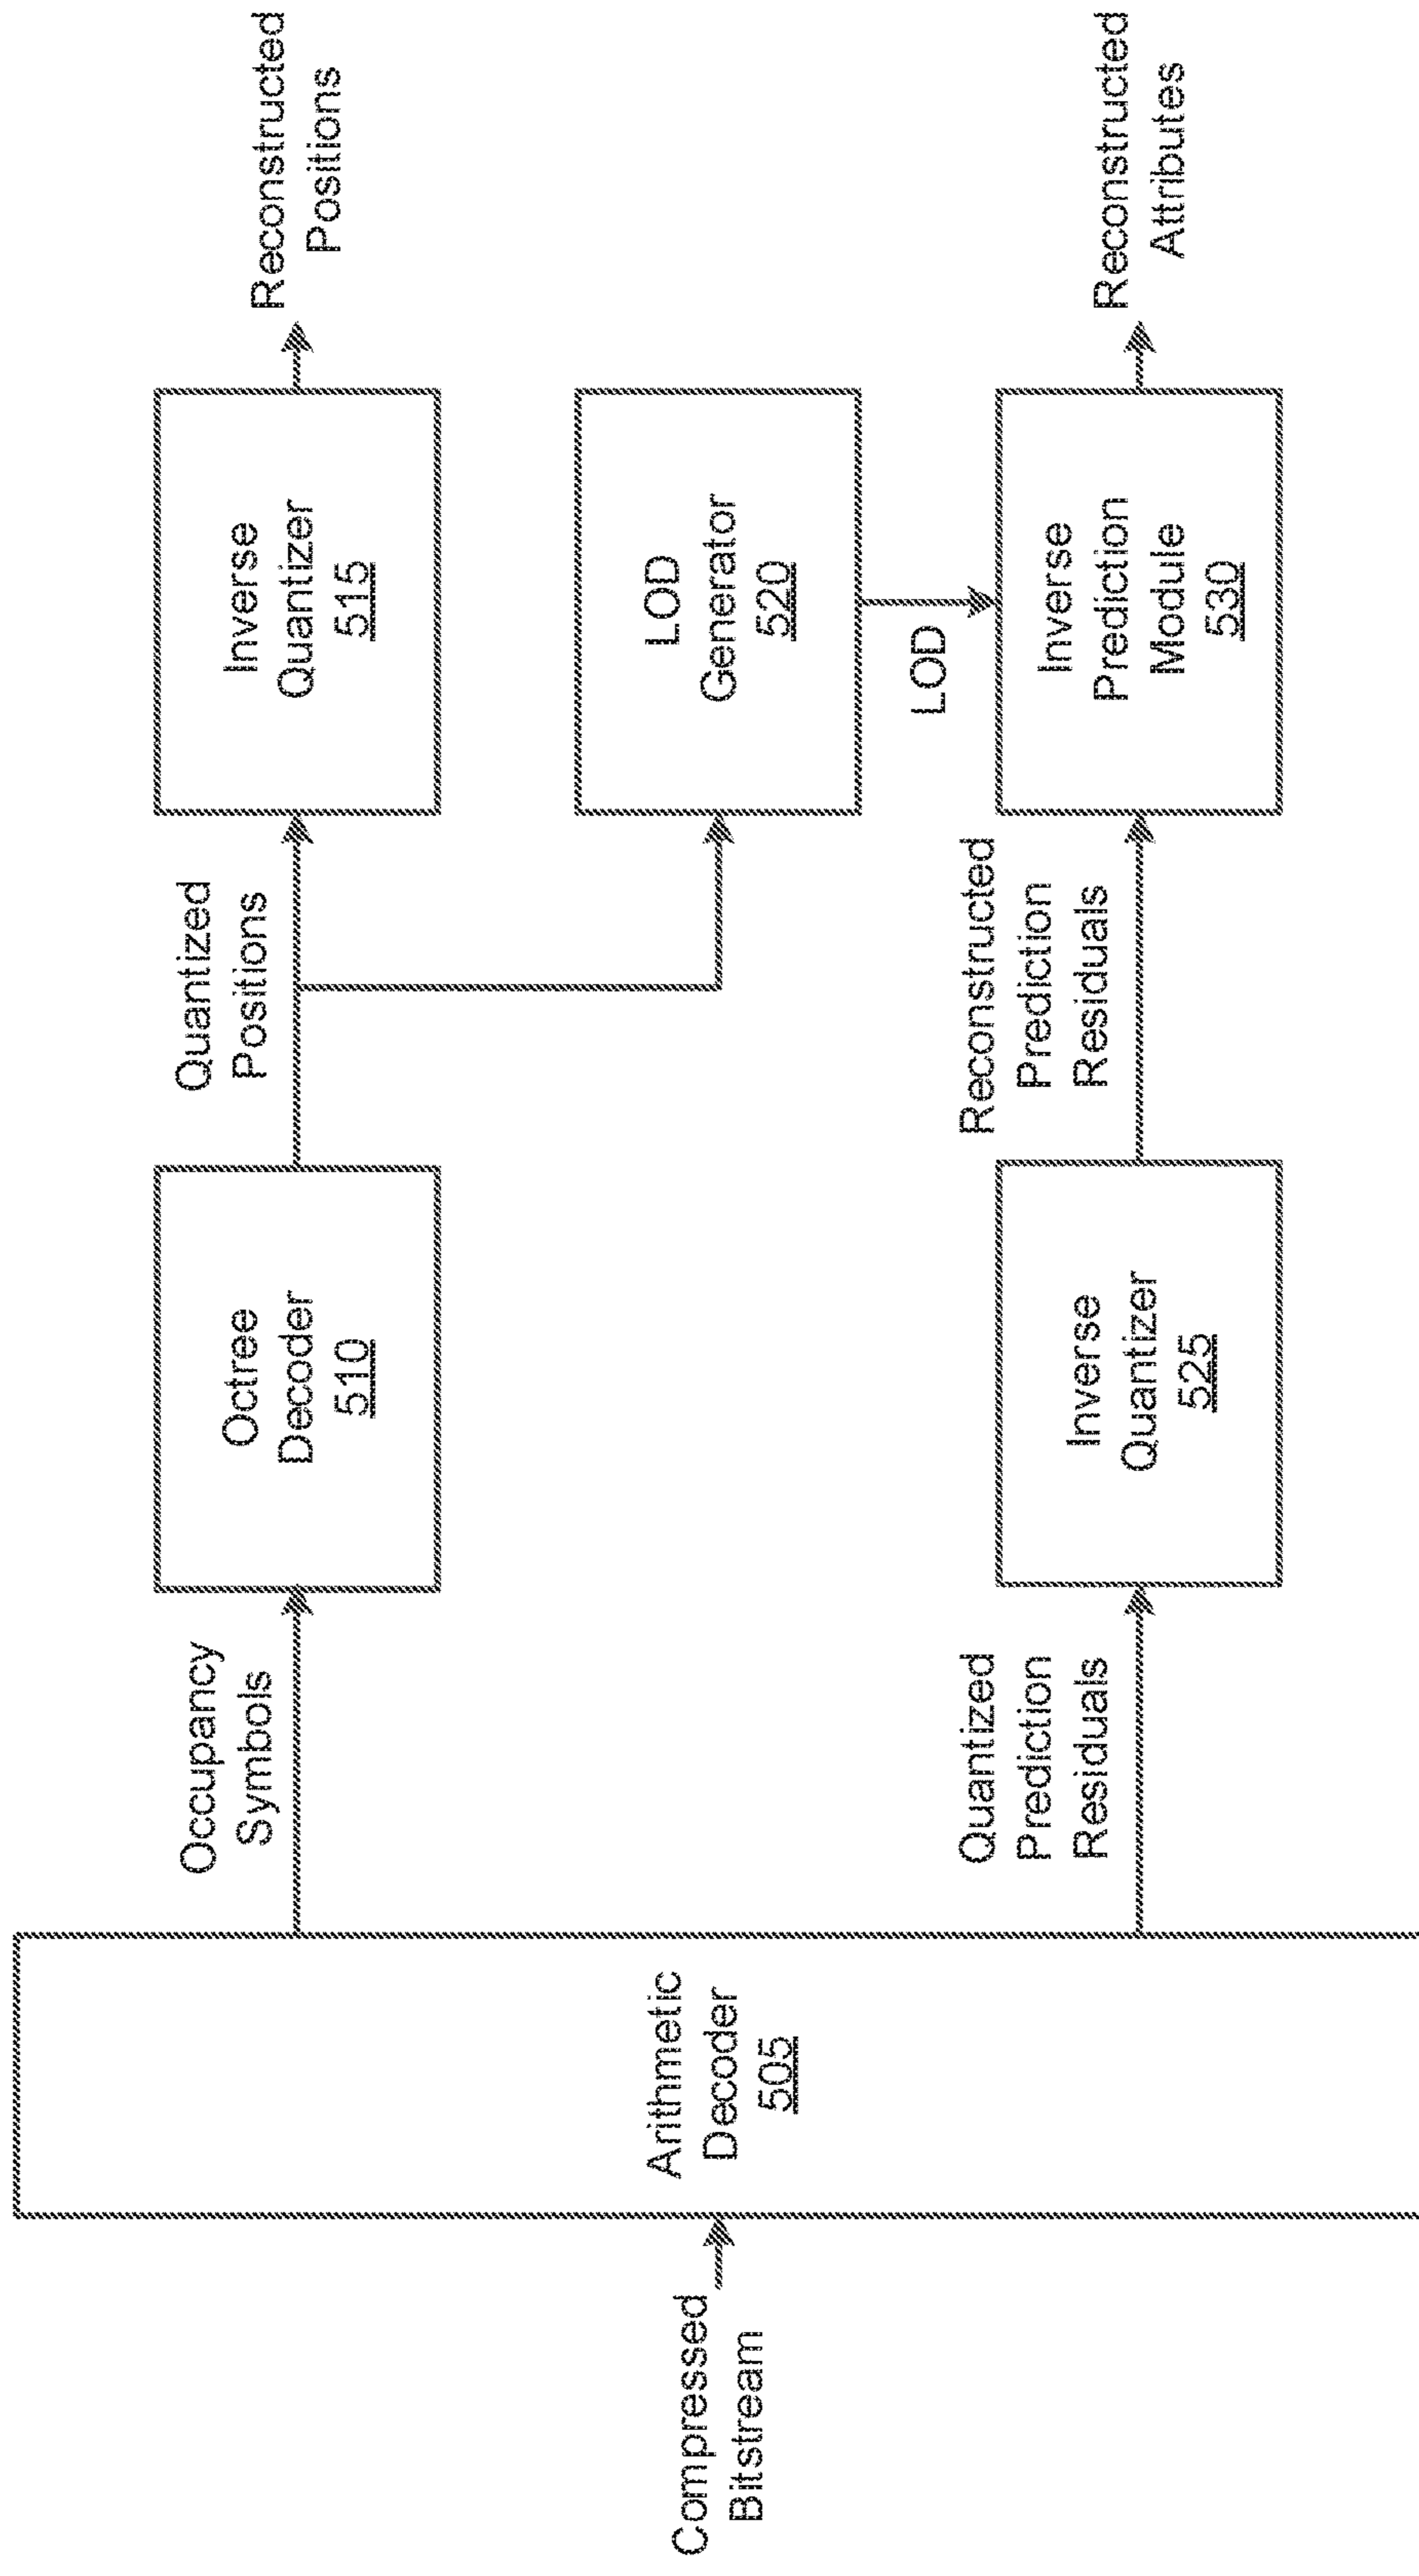 Compressed
Bitstream
Arithmetic
Decoder
505
Occupancy
Symbols
Octree
Decoder
510
Quantized
Positions
Inverse
Quantizer
515
Reconstructed
Positions
LOD
Generator
520
LOD
Quantized
Prediction
Residuals
Inverse
Quantizer
525
Reconstructed
Prediction
Residuals
Inverse
Prediction
Module
530
Reconstructed
Attributes